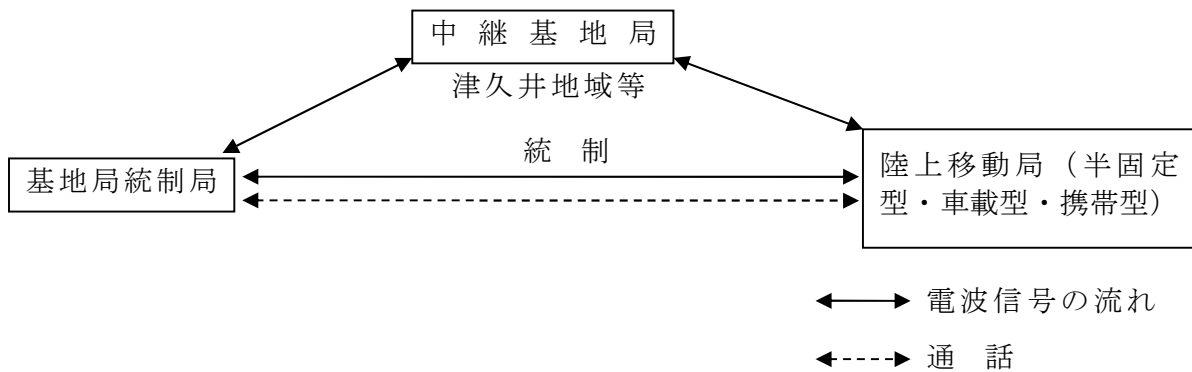 中継基地局
津久井地域等
統制
基地局統制局
陸上移動局（半固定
型・車載型・携帯型）
電波信号の流れ
通話